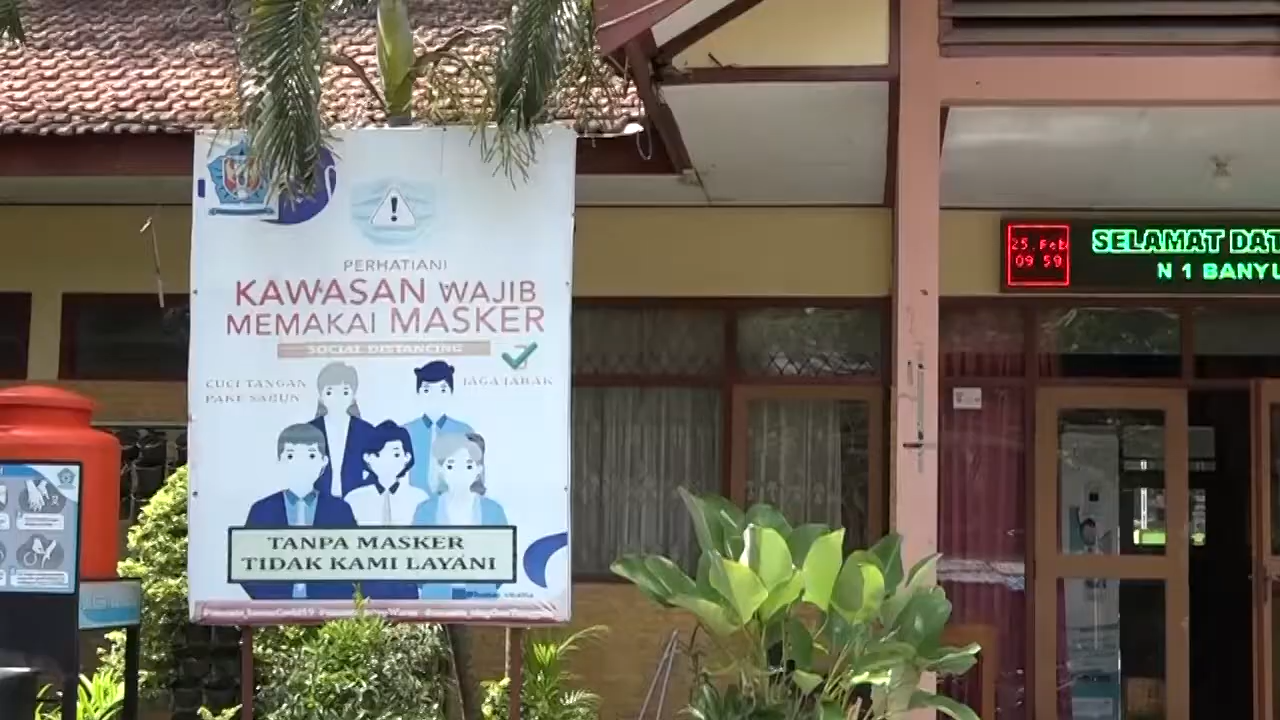 PERHATIAN!
KAWASAN WAJIB
MEMAKAI MASKER
SOCIAL DISTANCING
CUCI TANGAN
PAKE SABUN
JAGA JARAK
TANPA MASKER
TIDAK KAMI LAYANI
25.Feb
09 59
SELAMAT DAT
N 1 BANYU